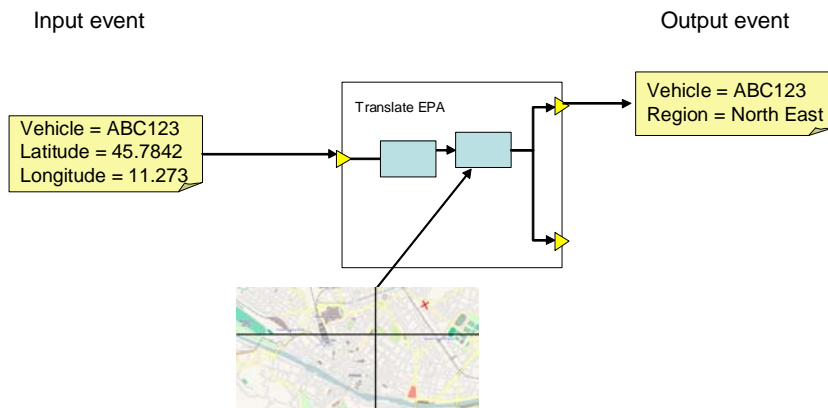 Input event
Output event
Translate EPA
Vehicle = ABC123
Latitude = 45.7842
Longitude = 11.273
Vehicle = ABC123
Region = North East